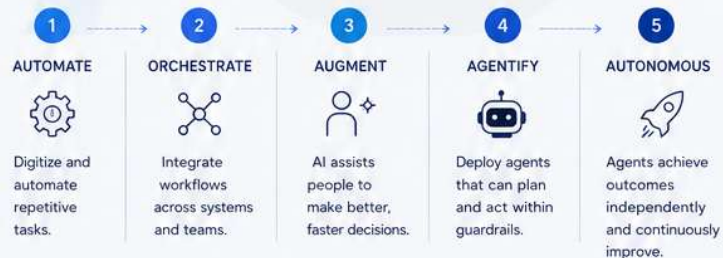 1
2
3
4
5
AUTOMATE
ORCHESTRATE
AUGMENT
AGENTIFY
AUTONOMOUS
Digitize and
automate
repetitive
tasks.
Integrate
workflows
across systems
and teams.
AI assists
people to
make better,
faster decisions.
Deploy agents
that can plan
and act within
guardrails.
Agents achieve
outcomes
independently
and continuously
improve.